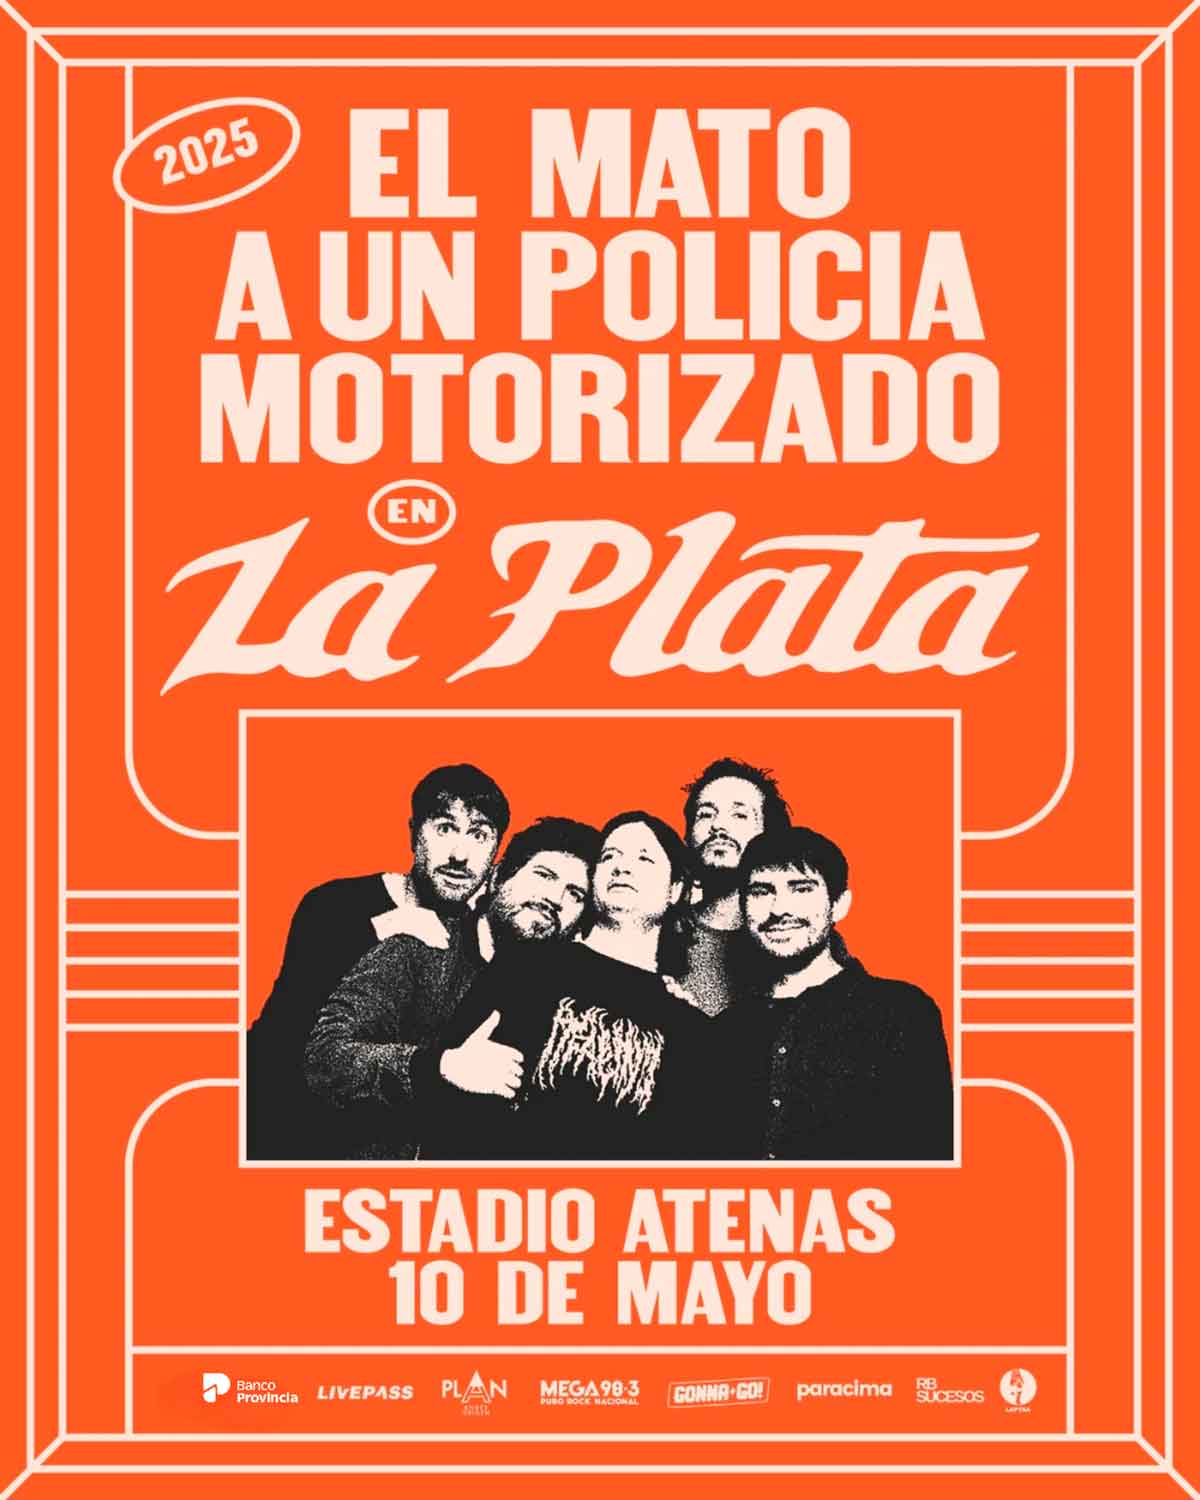 2025
EL MATO
A UN POLICIA
MOTORIZADO
EN
La Plata
ESTADIO ATENAS
10 DE MAYO
Banco
Provincia
LIVEPASS
PLAN
MEGA 98.3
PURO ROCK NACIONAL
GONNA GO!
paracima
RB
SUCESOS
LAPTRA